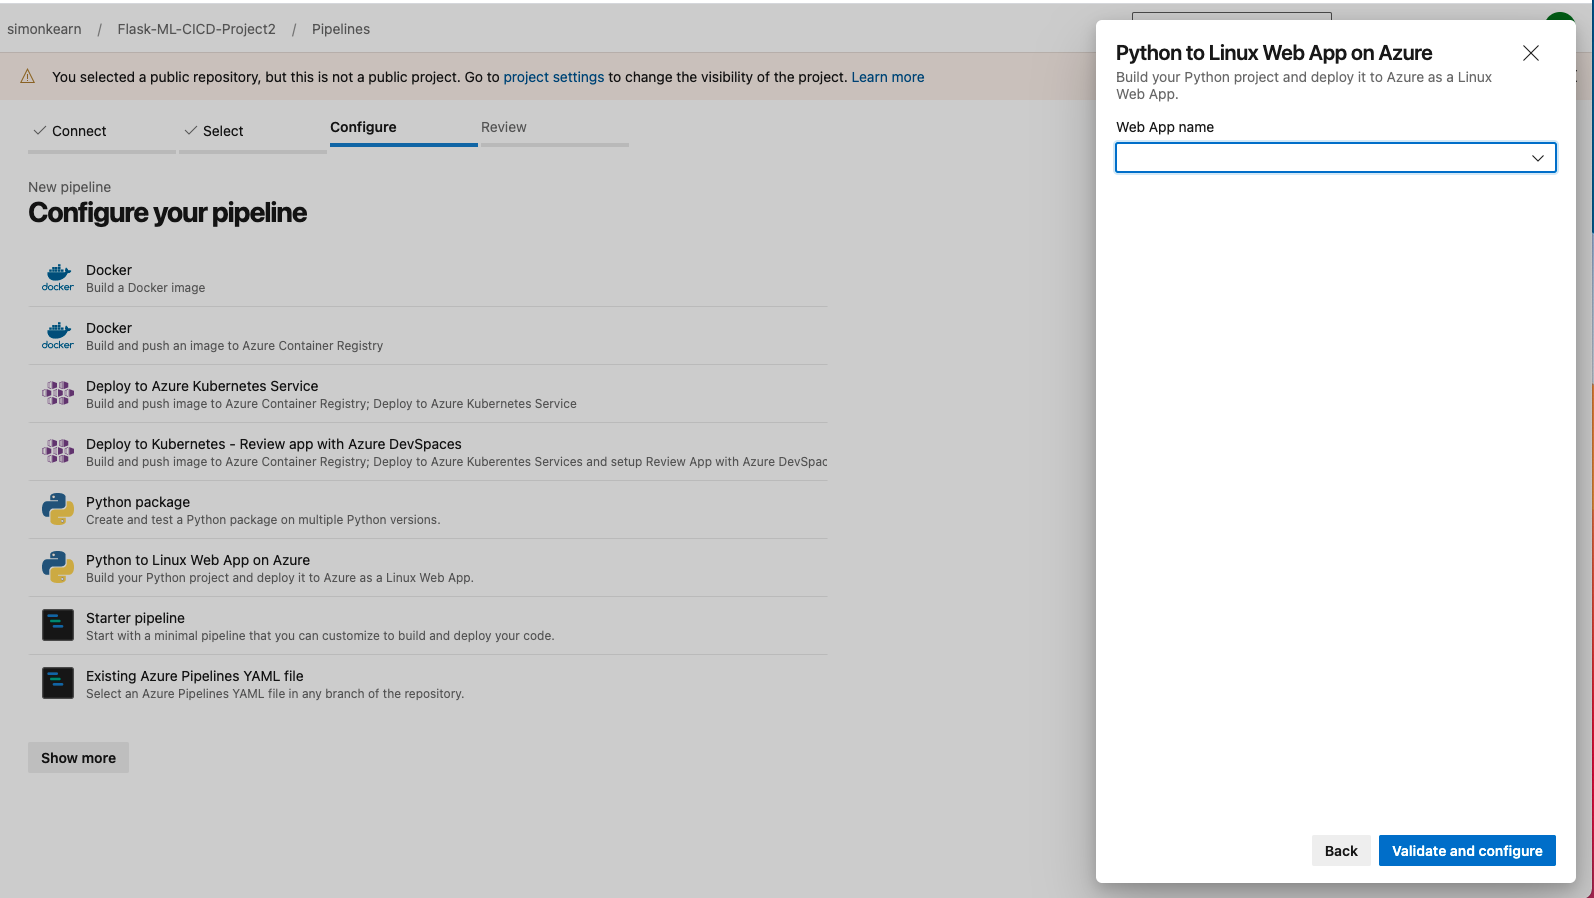 simonkearn / Flask-ML-CICD-Project2 / Pipelines
You selected a public repository, but this is not a public project. Go to project settings to change the visibility of the project. Learn more
Connect
Select
Configure
Review
New pipeline
Configure your pipeline
docker
Docker
Build a Docker image
docker
Docker
Build and push an image to Azure Container Registry
Deploy to Azure Kubernetes Service
Build and push image to Azure Container Registry; Deploy to Azure Kubernetes Service
Deploy to Kubernetes - Review app with Azure DevSpaces
Build and push image to Azure Container Registry; Deploy to Azure Kuberentes Services and setup Review App with Azure DevSpac
Python package
Create and test a Python package on multiple Python versions.
Python to Linux Web App on Azure
Build your Python project and deploy it to Azure as a Linux Web App.
Starter pipeline
Start with a minimal pipeline that you can customize to build and deploy your code.
Existing Azure Pipelines YAML file
Select an Azure Pipelines YAML file in any branch of the repository.
Show more
Python to Linux Web App on Azure
Build your Python project and deploy it to Azure as a Linux
Web App.
Web App name
Back
Validate and configure